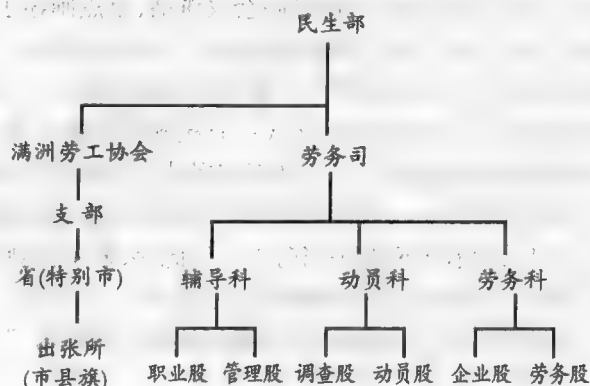 民生部
满洲劳工协会
劳务司
支部
省(特别市)
辅导科
动员科
劳务科
出张所
(市县旗)
职业股
管理股
调查股
动员股
企业股
劳务股